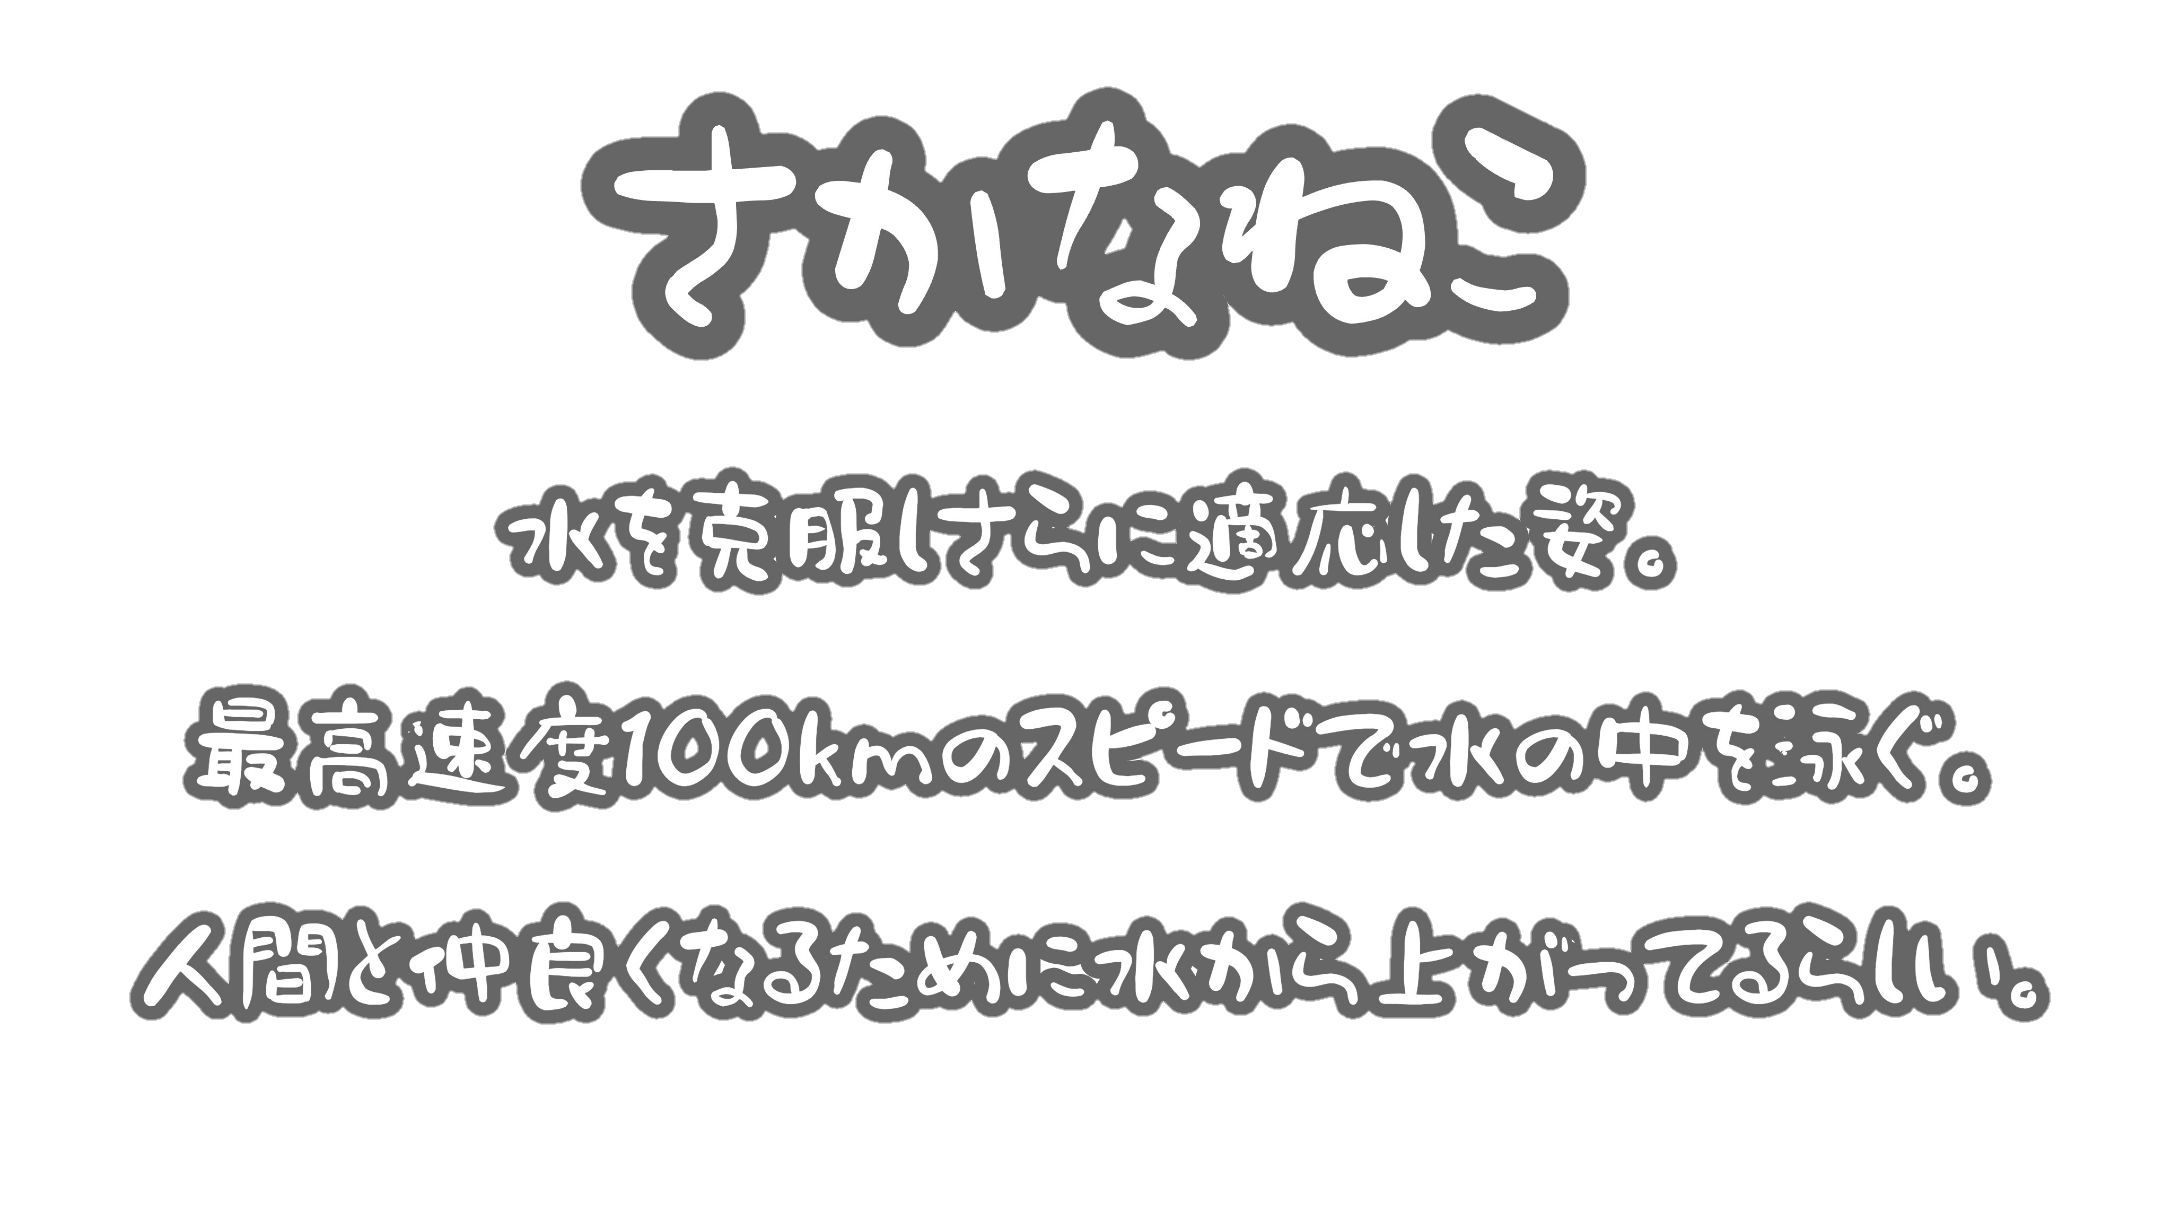 さかなねこ
水を克服しさらに適応した姿。
最高速度100kmのスピードで水の中を泳ぐ。
人間と仲良くなるために水から上がってるらしい。